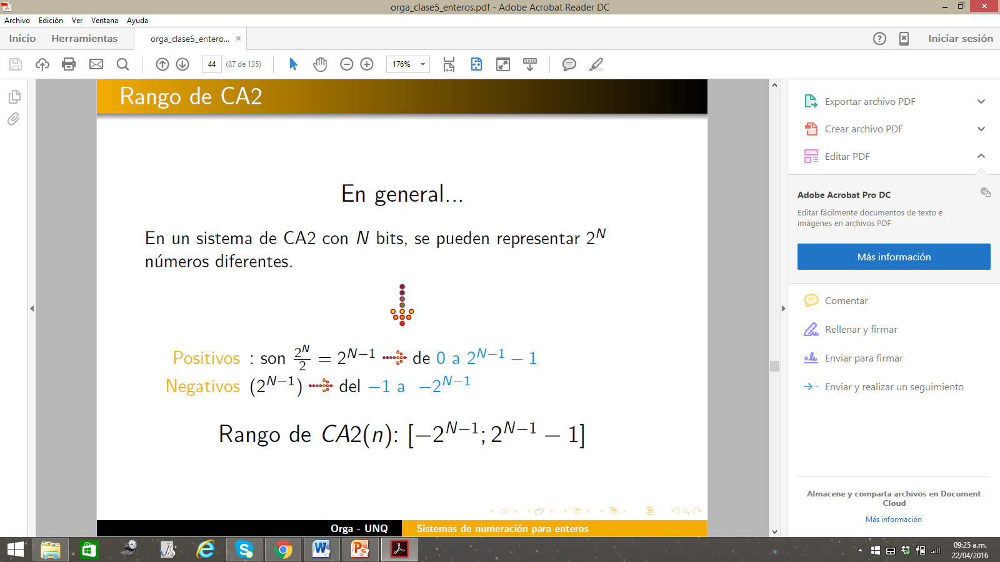 orga_clase5_enteros.pdf - Adobe Acrobat Reader DC
Archivo Edición Ver Ventana Ayuda
Inicio Herramientas orga_clase5_entero... × Iniciar sesión
44 (87 de 135) 176%
Rango de CA2
En general...
En un sistema de CA2 con N bits, se pueden representar 2^N
números diferentes.
Positivos : son 2^N/2 = 2^{N−1} de 0 a 2^{N−1} − 1
Negativos (2^{N−1}) del −1 a −2^{N−1}
Rango de CA2(n): [−2^{N−1}; 2^{N−1} − 1]
Orga - UNQ Sistemas de numeración para enteros
Exportar archivo PDF
Crear archivo PDF
Editar PDF
Adobe Acrobat Pro DC
Editar fácilmente documentos de texto e
imágenes en archivos PDF
Más información
Comentar
Rellenar y firmar
Enviar para firmar
Enviar y realizar un seguimiento
Almacene y comparta archivos en Document
Cloud
Más información
09:25 a.m.
22/04/2016